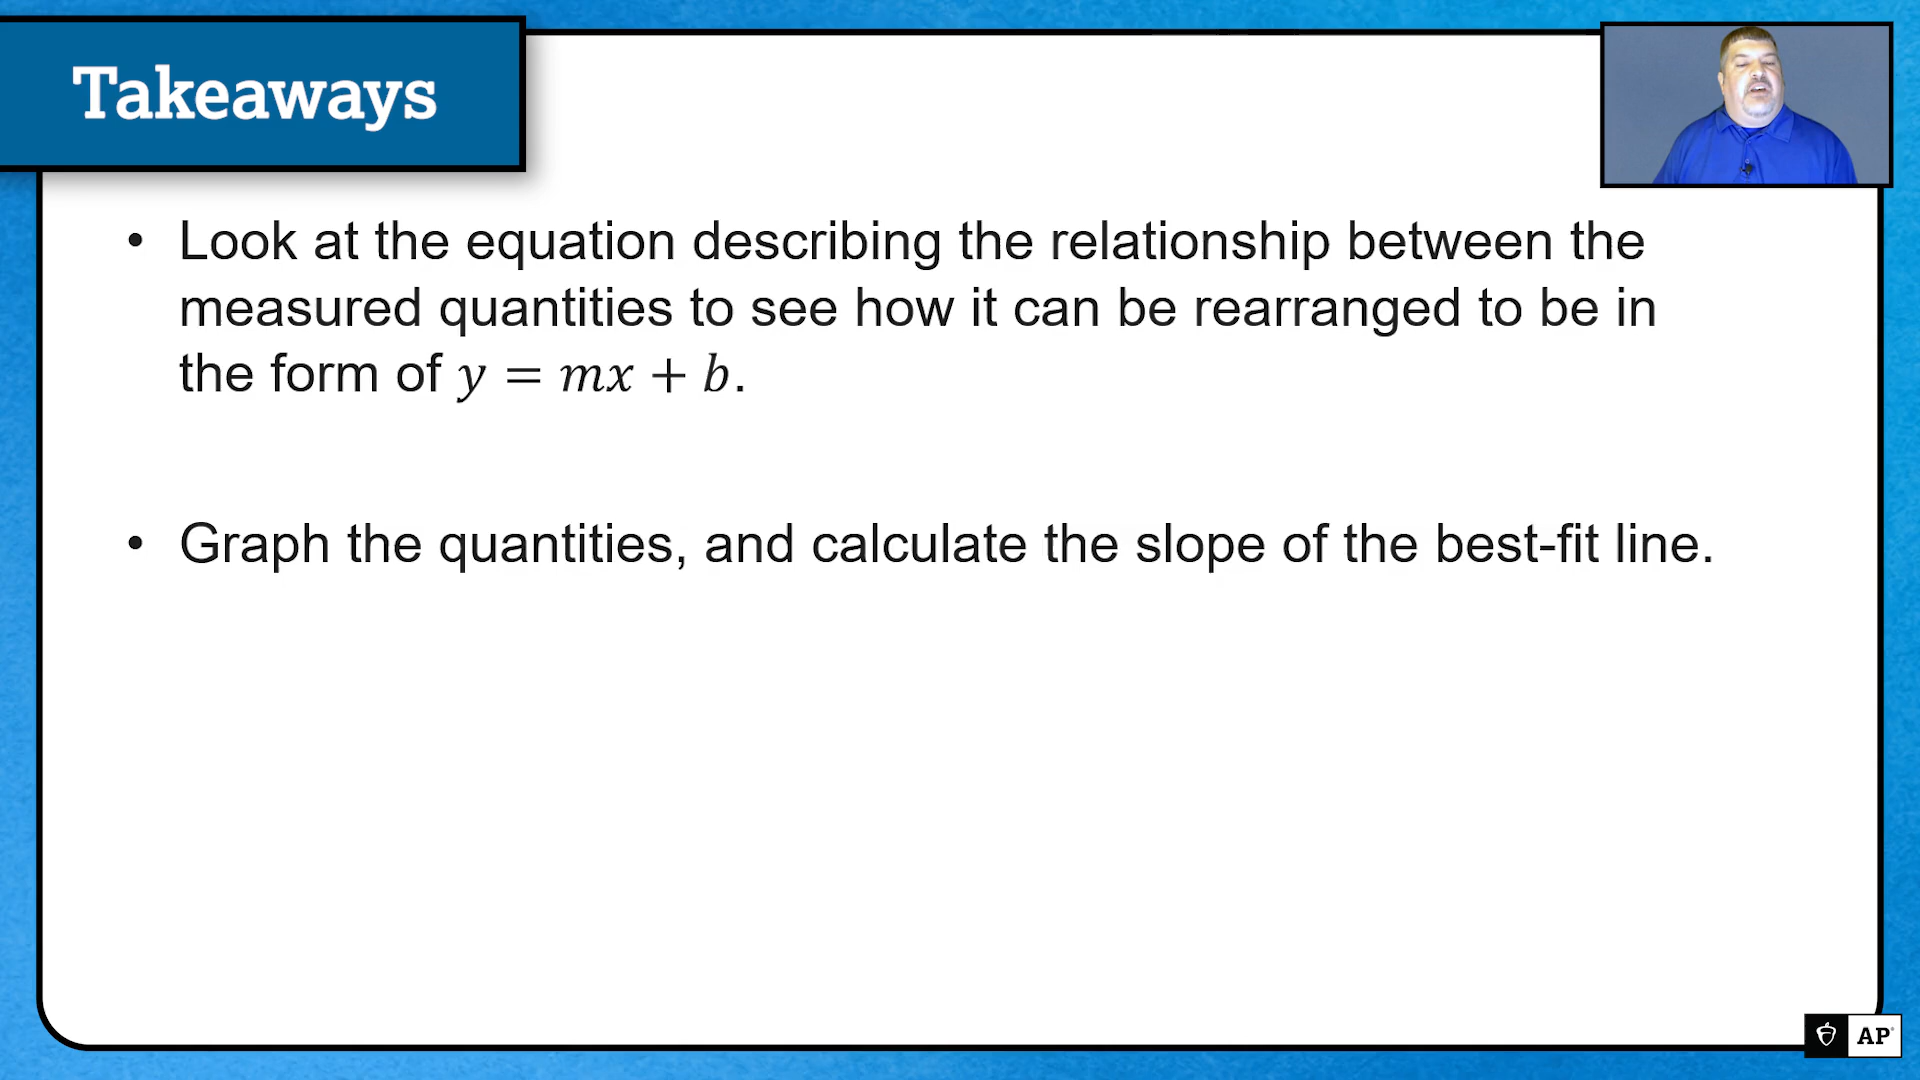 Takeaways
• Look at the equation describing the relationship between the
measured quantities to see how it can be rearranged to be in
the form of y = mx + b.
• Graph the quantities, and calculate the slope of the best-fit line.
AP®